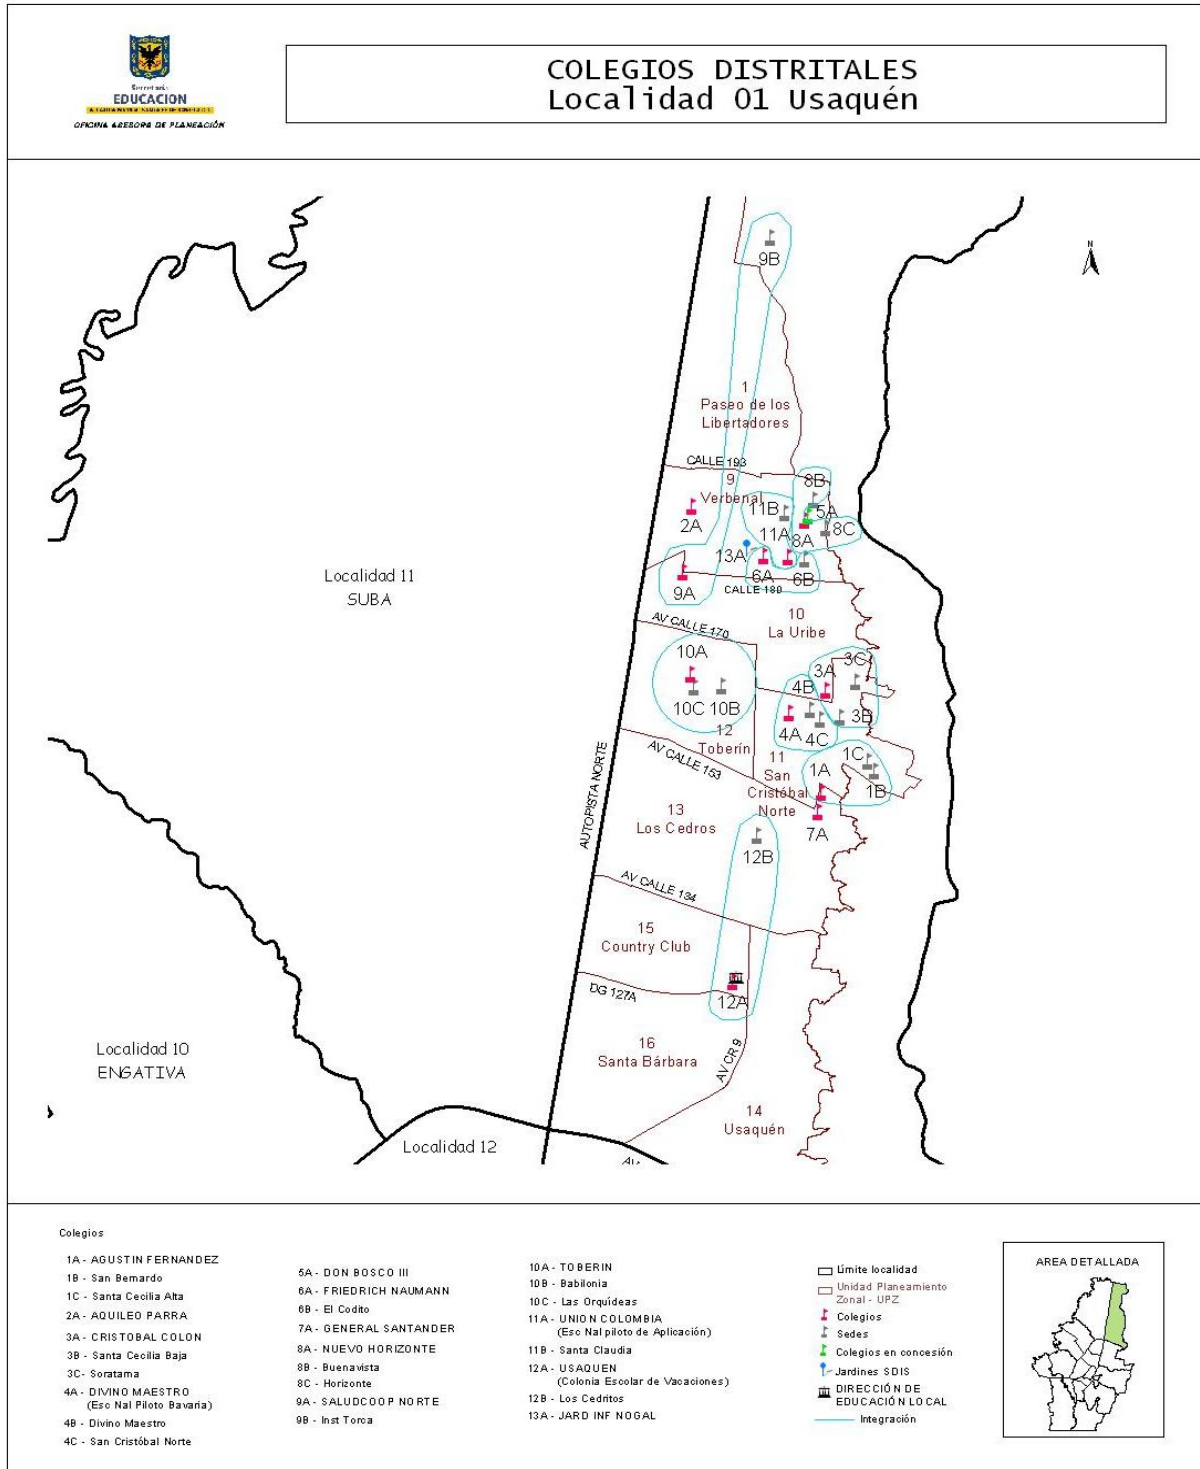 Secretaría
EDUCACION
OFICINA ASESORA DE PLANEACIÓN
COLEGIOS DISTRITALES
Localidad 01 Usaquén
N
9B
1
Paseo de los
Libertadores
CALLE 193
9
Verbenal
8B
11B
5A
2A
11A
8A
8C
13A
6A
6B
9A
CALLE 180
Localidad 11
SUBA
10
La Uribe
AV CALLE 170
10A
3C
3A
4B
10C
10B
3B
4A
4C
12
Toberín
AV CALLE 153
11
San
Cristóbal
Norte
1C
1A
1B
AUTOPISTA NORTE
13
Los Cedros
7A
12B
AV CALLE 134
15
Country Club
DG 127A
12A
16
Santa Bárbara
AV CR 9
Localidad 10
ENGATIVA
14
Usaquén
Localidad 12
AV
Colegios
1A - AGUSTIN FERNANDEZ
1B - San Bernardo
1C - Santa Cecilia Alta
2A - AQUILEO PARRA
3A - CRISTOBAL COLON
3B - Santa Cecilia Baja
3C- Soratama
4A - DIVINO MAESTRO
(Esc Nal Piloto Bavaria)
4B - Divino Maestro
4C - San Cristóbal Norte
5A - DON BOSCO III
6A - FRIEDRICH NAUMANN
6B - El Codito
7A - GENERAL SANTANDER
8A - NUEVO HORIZONTE
8B - Buenavista
8C - Horizonte
9A - SALUDCOOP NORTE
9B - Inst Torca
10A - TOBERIN
10B - Babilonia
10C - Las Orquídeas
11A - UNION COLOMBIA
(Esc Nal piloto de Aplicación)
11B - Santa Claudia
12A - USAQUEN
(Colonia Escolar de Vacaciones)
12B - Los Cedritos
13A - JARD INF NOGAL
Límite localidad
Unidad Planeamiento
Zonal - UPZ
Colegios
Sedes
Colegios en concesión
Jardines SDIS
DIRECCIÓN DE
EDUCACIÓN LOCAL
Integración
AREA DETALLADA